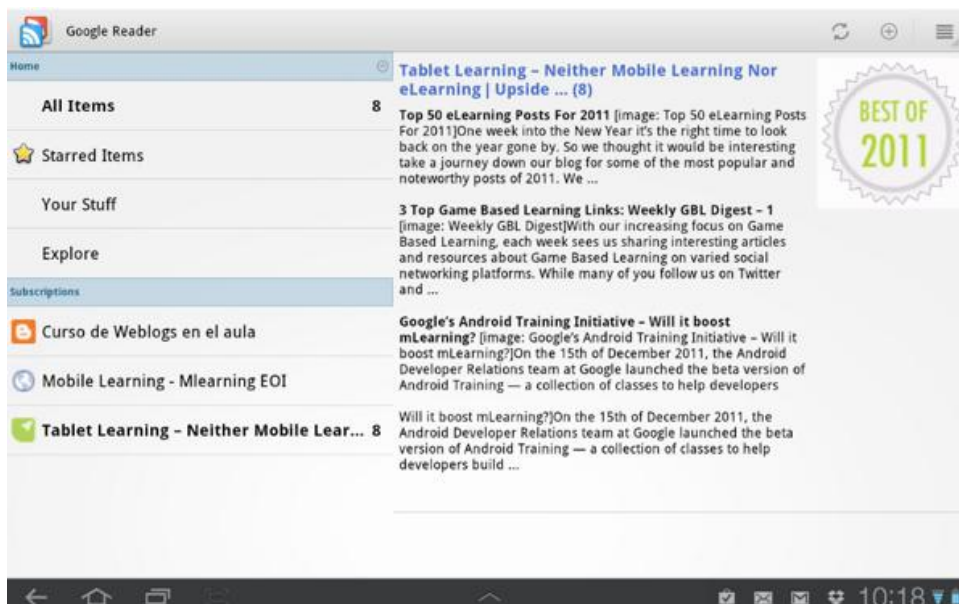 Google Reader
Home
All Items 8
Starred Items
Your Stuff
Explore
Subscriptions
Curso de Weblogs en el aula
Mobile Learning - Mlearning EOI
Tablet Learning – Neither Mobile Lear... 8
Tablet Learning – Neither Mobile Learning Nor
eLearning | Upside ... (8)
Top 50 eLearning Posts For 2011 [image: Top 50 eLearning Posts
For 2011]One week into the New Year it's the right time to look
back on the year gone by. So we thought it would be interesting
take a journey down our blog for some of the most popular and
noteworthy posts of 2011. We ...
3 Top Game Based Learning Links: Weekly GBL Digest – 1
[image: Weekly GBL Digest]With our increasing focus on Game
Based Learning, each week sees us sharing interesting articles
and resources about Game Based Learning on varied social
networking platforms. While many of you follow us on Twitter
and ...
Google's Android Training Initiative – Will it boost
mLearning? [image: Google's Android Training Initiative – Will it
boost mLearning?]On the 15th of December 2011, the Android
Developer Relations team at Google launched the beta version of
Android Training — a collection of classes to help developers
Will it boost mLearning?]On the 15th of December 2011, the
Android Developer Relations team at Google launched the beta
version of Android Training — a collection of classes to help
developers build ...
BEST OF
2011
10:18